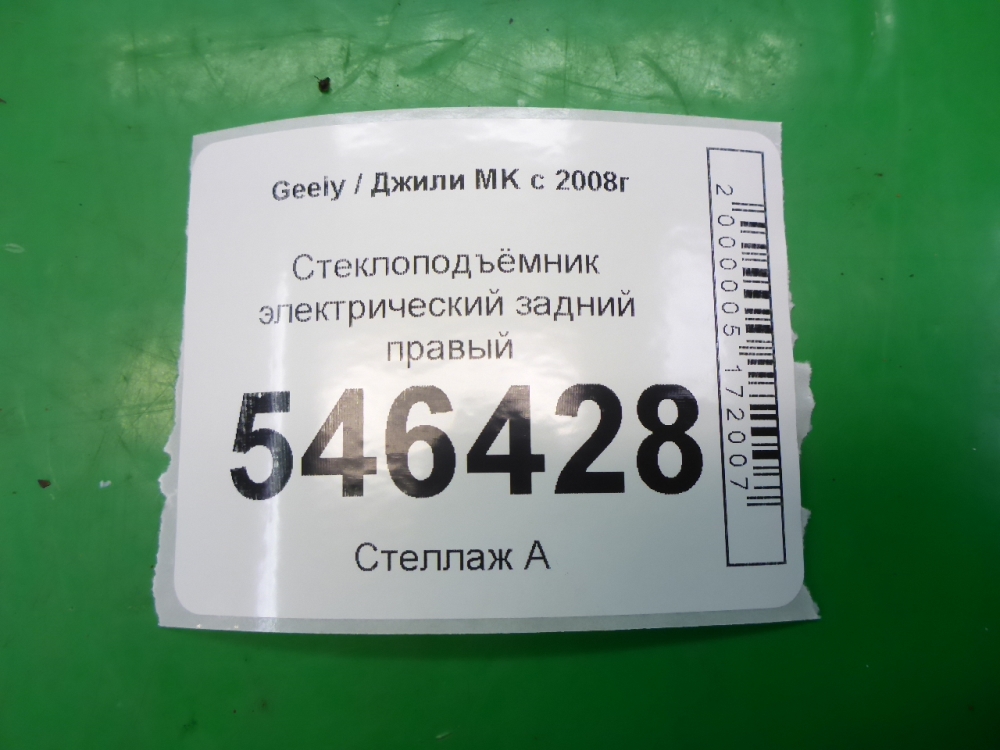 Geely / Джили МК с 2008г
Стеклоподъёмник
электрический задний
правый
546428
Стеллаж А
2000005172007